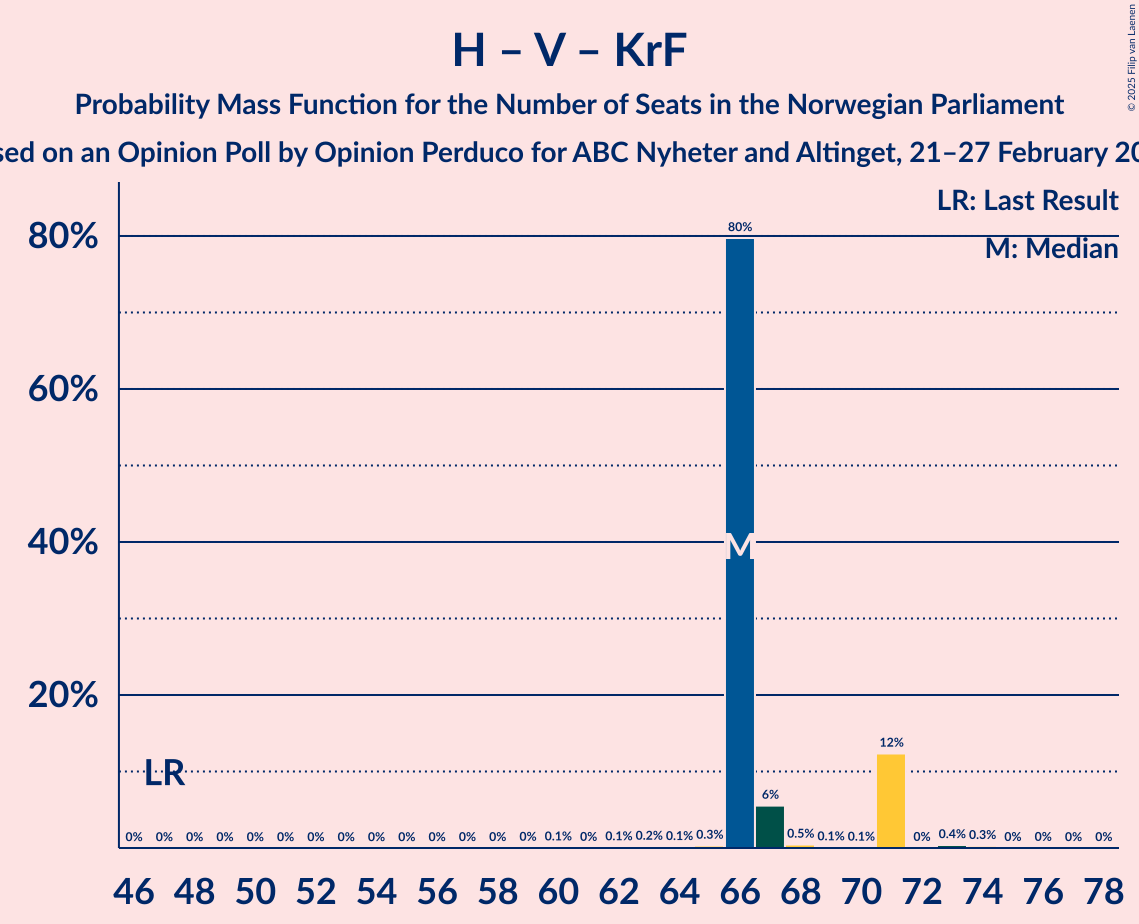 H – V – KrF
Probability Mass Function for the Number of Seats in the Norwegian Parliament
on an Opinion Poll by Opinion Perduco for ABC Nyheter and Altinget, 21–27 February
© 2025 Filip van Laenen
LR: Last Result
M: Median
80%
60%
40%
20%
80%
M
LR
12%
6%
0% 0% 0% 0% 0% 0% 0% 0% 0% 0% 0% 0% 0% 0% 0.1% 0% 0.1% 0.2% 0.1% 0.3% 0.5% 0.1% 0.1% 0% 0.4% 0.3% 0% 0% 0% 0%
46 48 50 52 54 56 58 60 62 64 66 68 70 72 74 76 78